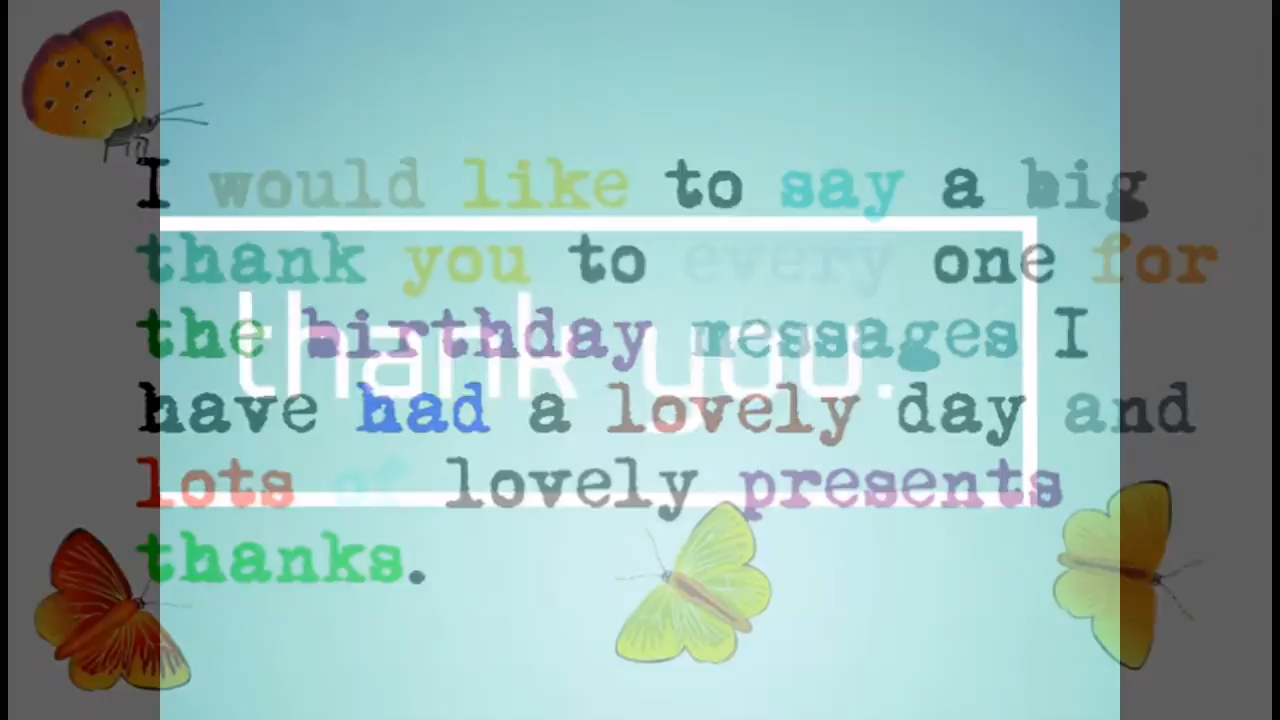 I would like to say a big
thank you to every one for
the birthday messages I
have had a lovely day and
lots of lovely presents
thanks.
thank you.